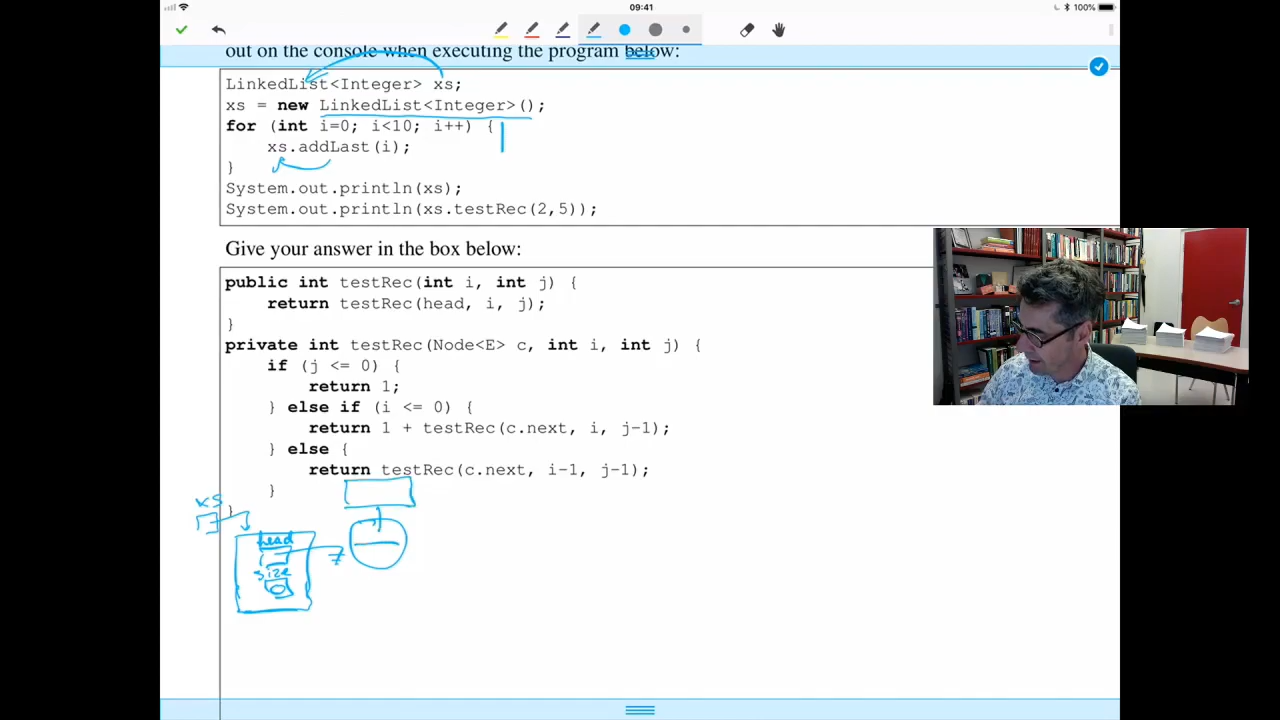 09:41
100%
out on the console when executing the program below:
LinkedList<Integer> xs;
xs = new LinkedList<Integer>();
for (int i=0; i<10; i++) {
xs.addLast(i);
}
System.out.println(xs);
System.out.println(xs.testRec(2,5));
Give your answer in the box below:
public int testRec(int i, int j) {
return testRec(head, i, j);
}
private int testRec(Node<E> c, int i, int j) {
if (j <= 0) {
return 1;
} else if (i <= 0) {
return 1 + testRec(c.next, i, j-1);
} else {
return testRec(c.next, i-1, j-1);
}
}
xs
head
size
0